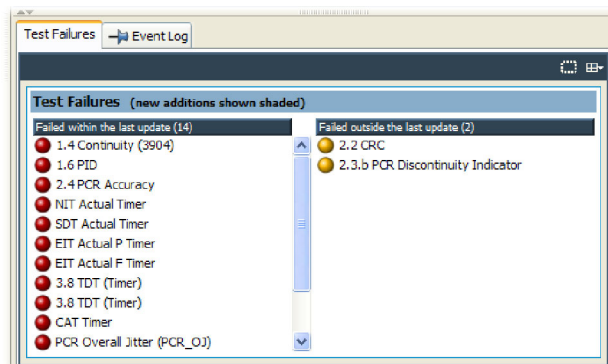 Test Failures
Event Log
Test Failures (new additions shown shaded)
Failed within the last update (14)
1.4 Continuity (3904)
1.6 PID
2.4 PCR Accuracy
NIT Actual Timer
SDT Actual Timer
EIT Actual P Timer
EIT Actual F Timer
3.8 TDT (Timer)
3.8 TDT (Timer)
CAT Timer
PCR Overall Jitter (PCR_OJ)
Failed outside the last update (2)
2.2 CRC
2.3.b PCR Discontinuity Indicator